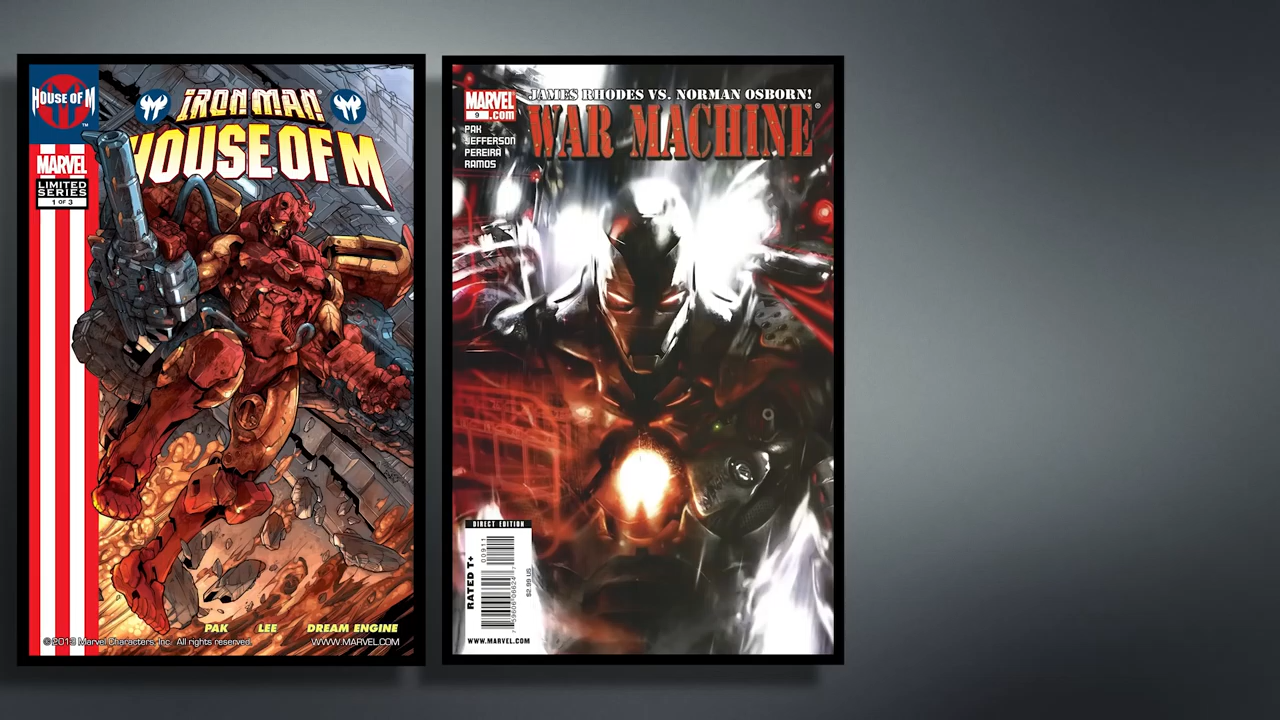 HOUSE OF M
™
MARVEL
LIMITED
SERIES
1 OF 3
IRON MAN
HOUSE OF M
PAK LEE DREAM ENGINE
Marvel Characters, Inc. All rights reserved.
WWW.MARVEL.COM
JAMES RHODES VS. NORMAN OSBORN!
MARVEL
9 .com
WAR MACHINE®
PAK
JEFFERSON
PEREIRA
RAMOS
DIRECT EDITION
RATED T+
00911
$2.99 US
WWW.MARVEL.COM